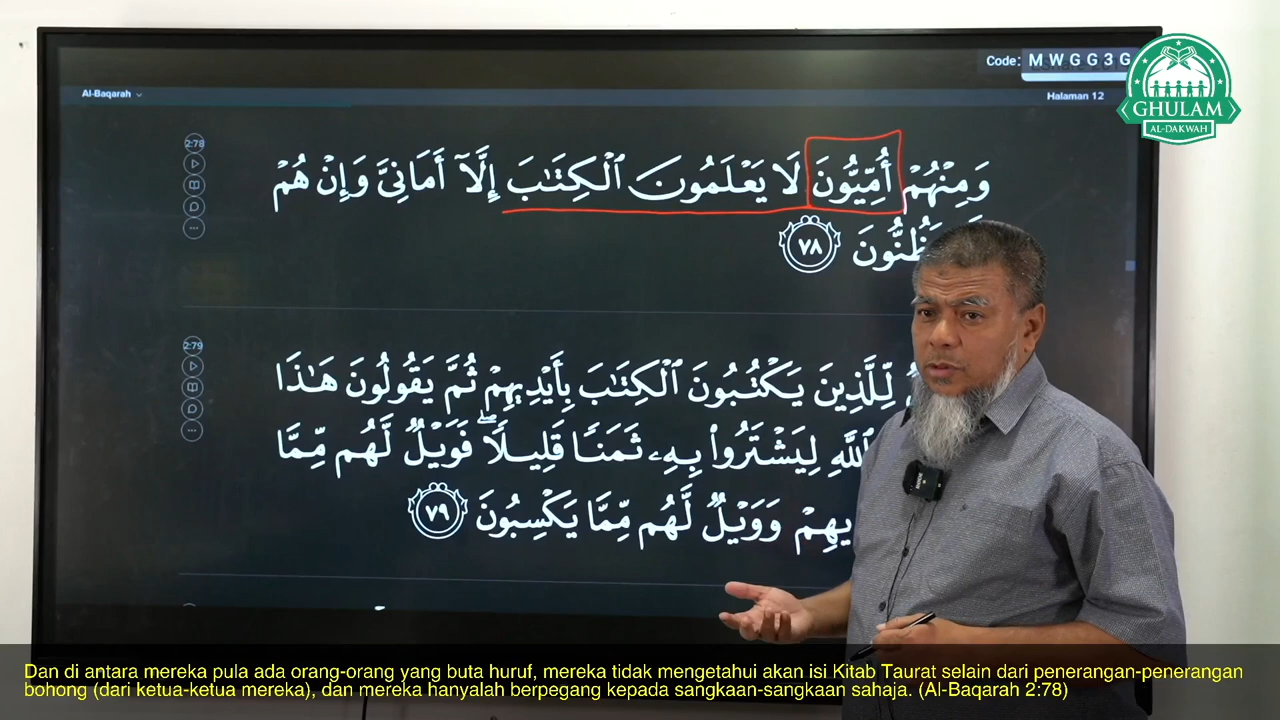 Code: M W G G 3 G
GHULAM
AL-DAKWAH
Al-Baqarah
Halaman 12
2:78
وَمِنْهُمْ أُمِّيُّونَ لَا يَعْلَمُونَ ٱلْكِتَٰبَ إِلَّآ أَمَانِىَّ وَإِنْ هُمْ
٧٨
2:79
لِّلَّذِينَ يَكْتُبُونَ ٱلْكِتَٰبَ بِأَيْدِيهِمْ ثُمَّ يَقُولُونَ هَٰذَا
ٱللَّهِ لِيَشْتَرُوا۟ بِهِۦ ثَمَنًا قَلِيلًا ۖ فَوَيْلٌ لَّهُم مِّمَّا
وَوَيْلٌ لَّهُم مِّمَّا يَكْسِبُونَ ٧٩
Dan di antara mereka pula ada orang-orang yang buta huruf, mereka tidak mengetahui akan isi Kitab Taurat selain dari penerangan-penerangan
bohong (dari ketua-ketua mereka), dan mereka hanyalah berpegang kepada sangkaan-sangkaan sahaja. (Al-Baqarah 2:78)